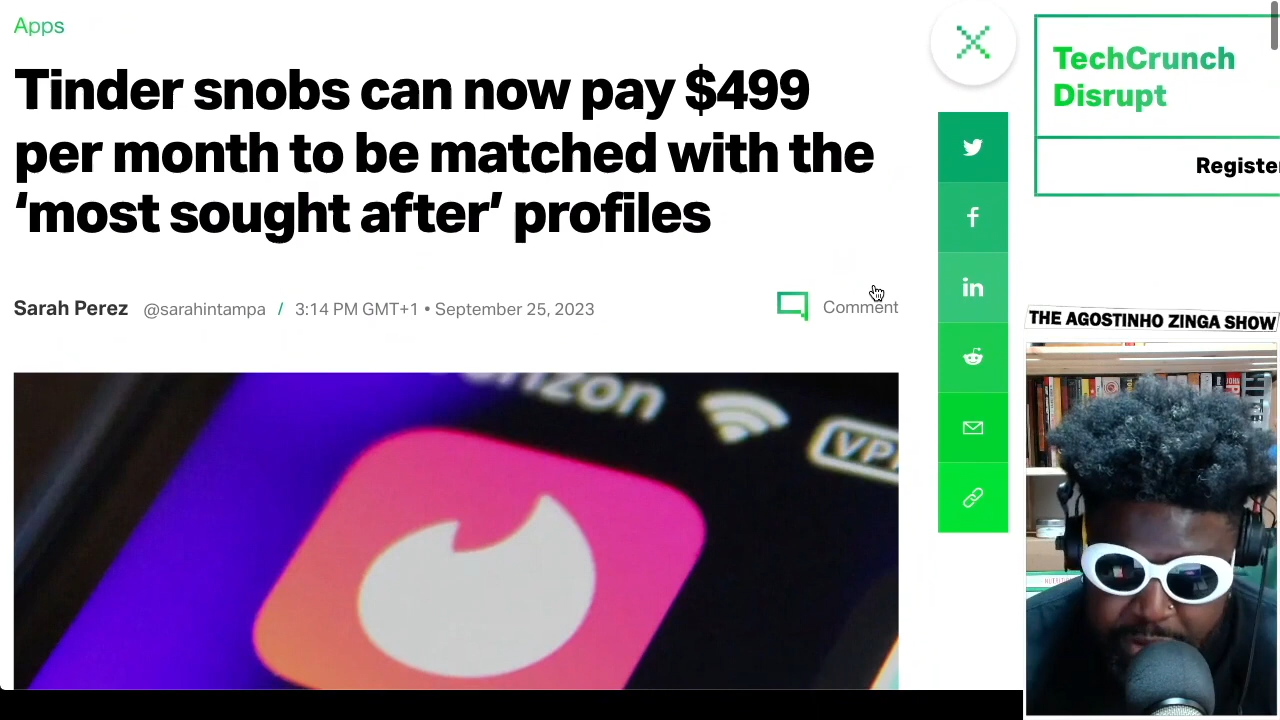 Apps
Tinder snobs can now pay $499
per month to be matched with the
‘most sought after’ profiles
Sarah Perez @sarahintampa / 3:14 PM GMT+1 • September 25, 2023
Comment
TechCrunch
Disrupt
Register
THE AGOSTINHO ZINGA SHOW
VPN